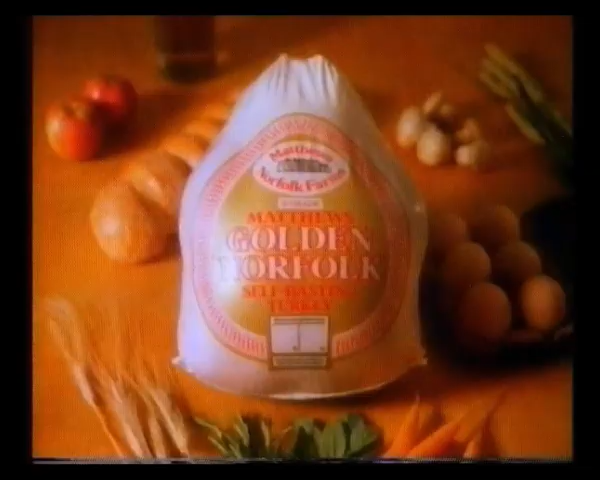 Matthews
Norfolk Farms
MATTHEWS
GOLDEN
NORFOLK
SELF-BASTING
TURKEY